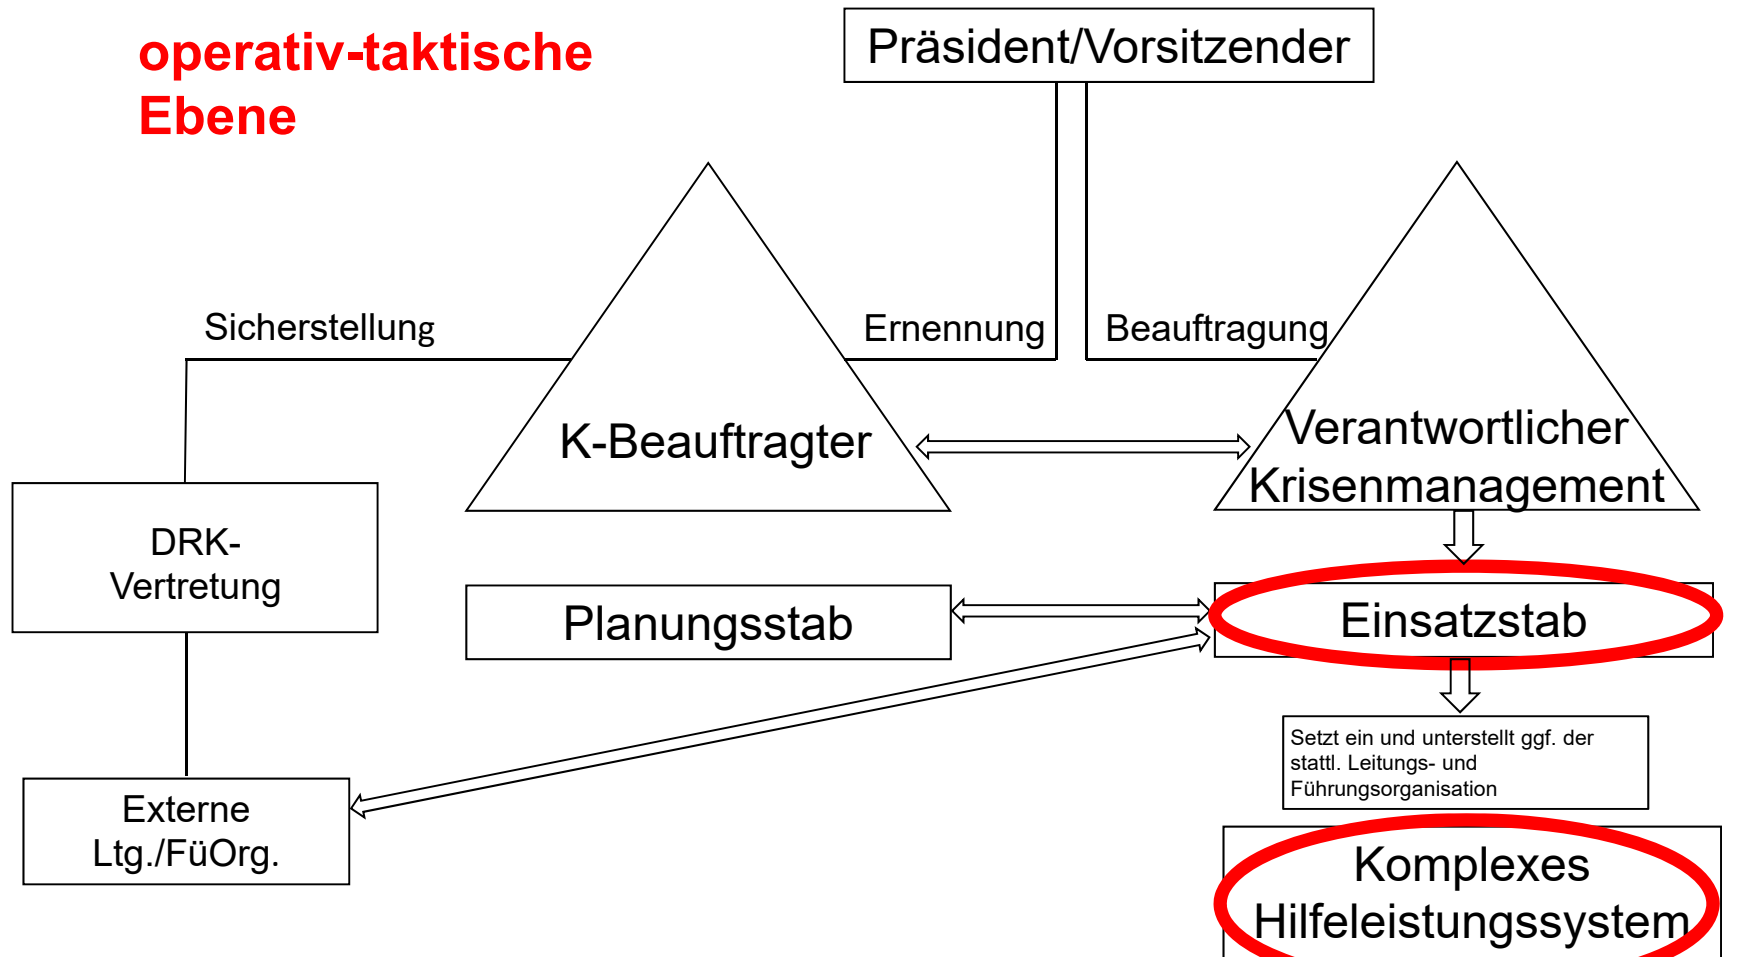 operativ-taktische
Ebene
Präsident/Vorsitzender
Sicherstellung
Ernennung
Beauftragung
K-Beauftragter
Verantwortlicher
Krisenmanagement
DRK-
Vertretung
Planungsstab
Einsatzstab
Setzt ein und unterstellt ggf. der
stattl. Leitungs- und
Führungsorganisation
Externe
Ltg./FüOrg.
Komplexes
Hilfeleistungssystem